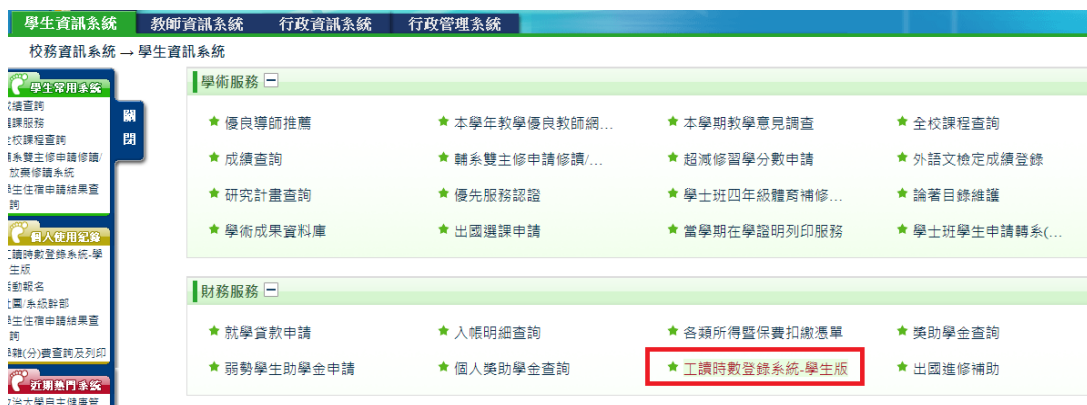 學生資訊系統 教師資訊系統 行政資訊系統 行政管理系統
校務資訊系統 → 學生資訊系統
學生常用系統
成績查詢
選課服務
全校課程查詢
輔系雙主修申請修讀/
放棄修讀系統
學生住宿申請結果查
詢
關閉
個人使用紀錄
工讀時數登錄系統-學
生版
活動報名
社團/系級幹部
學生住宿申請結果查
詢
學雜(分)費查詢及列印
近期熱門系統
學術服務
優良導師推薦 本學年教學優良教師網... 本學期教學意見調查 全校課程查詢
成績查詢 輔系雙主修申請修讀/... 超減修習學分數申請 外語文檢定成績登錄
研究計畫查詢 優先服務認證 學士班四年級體育補修... 論著目錄維護
學術成果資料庫 出國選課申請 當學期在學證明列印服務 學士班學生申請轉系(...
財務服務
就學貸款申請 入帳明細查詢 各類所得暨保費扣繳憑單 獎助學金查詢
弱勢學生助學金申請 個人獎助學金查詢 工讀時數登錄系統-學生版 出國進修補助